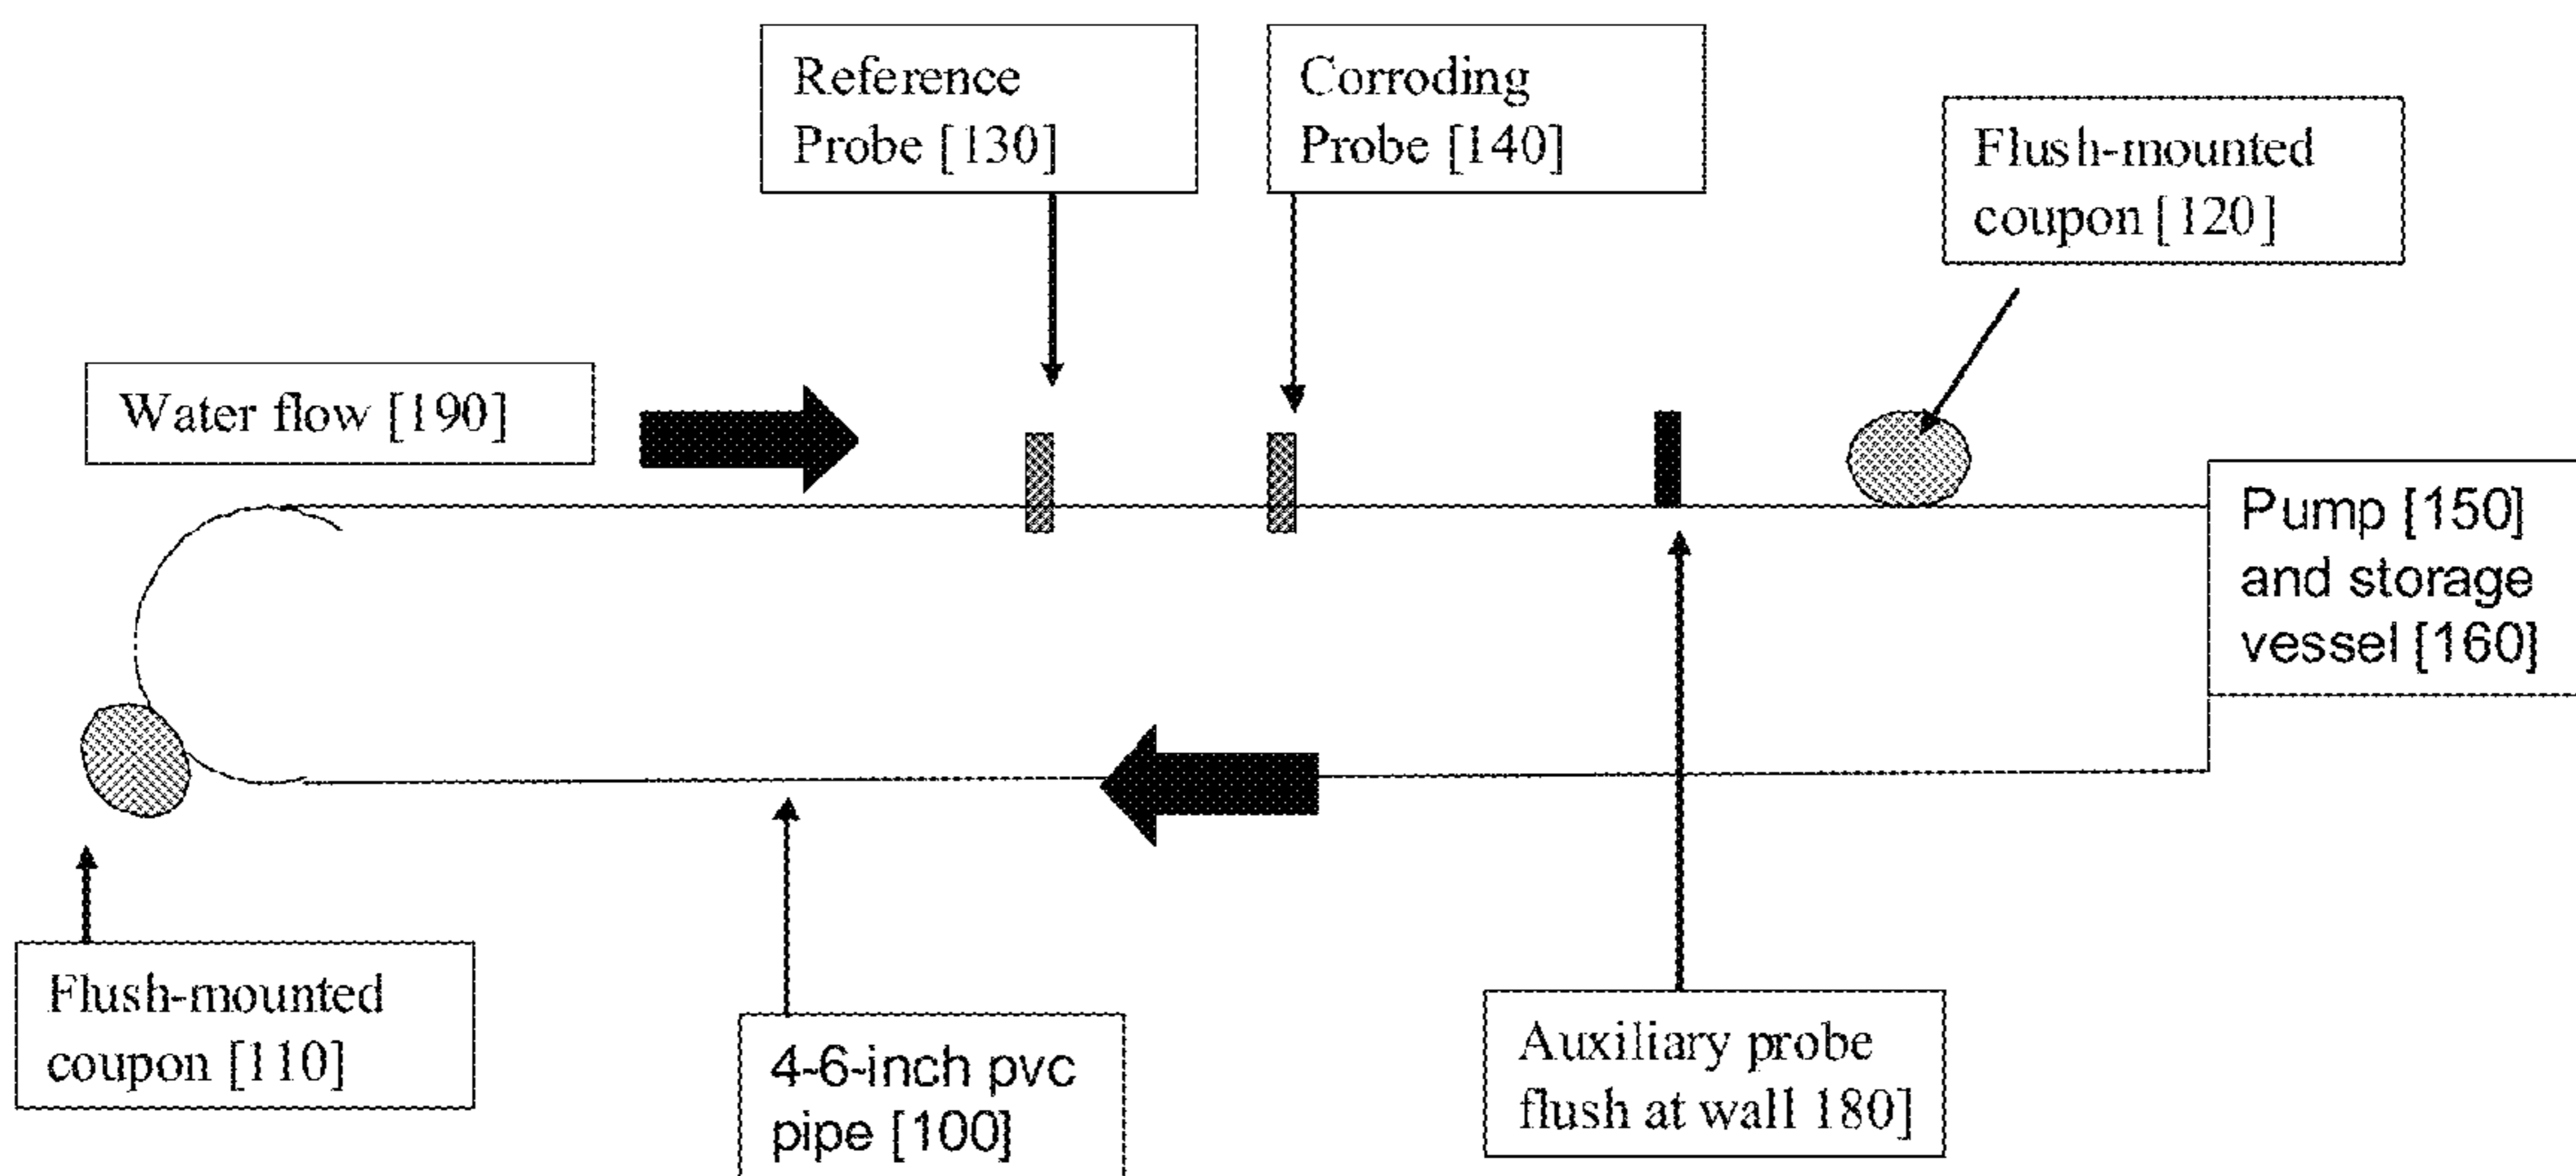 Reference
Probe [130]
Corroding
Probe [140]
Flush-mounted
coupon [120]
Water flow [190]
Pump [150]
and storage
vessel [160]
Flush-mounted
coupon [110]
4-6-inch pvc
pipe [100]
Auxiliary probe
flush at wall 180]